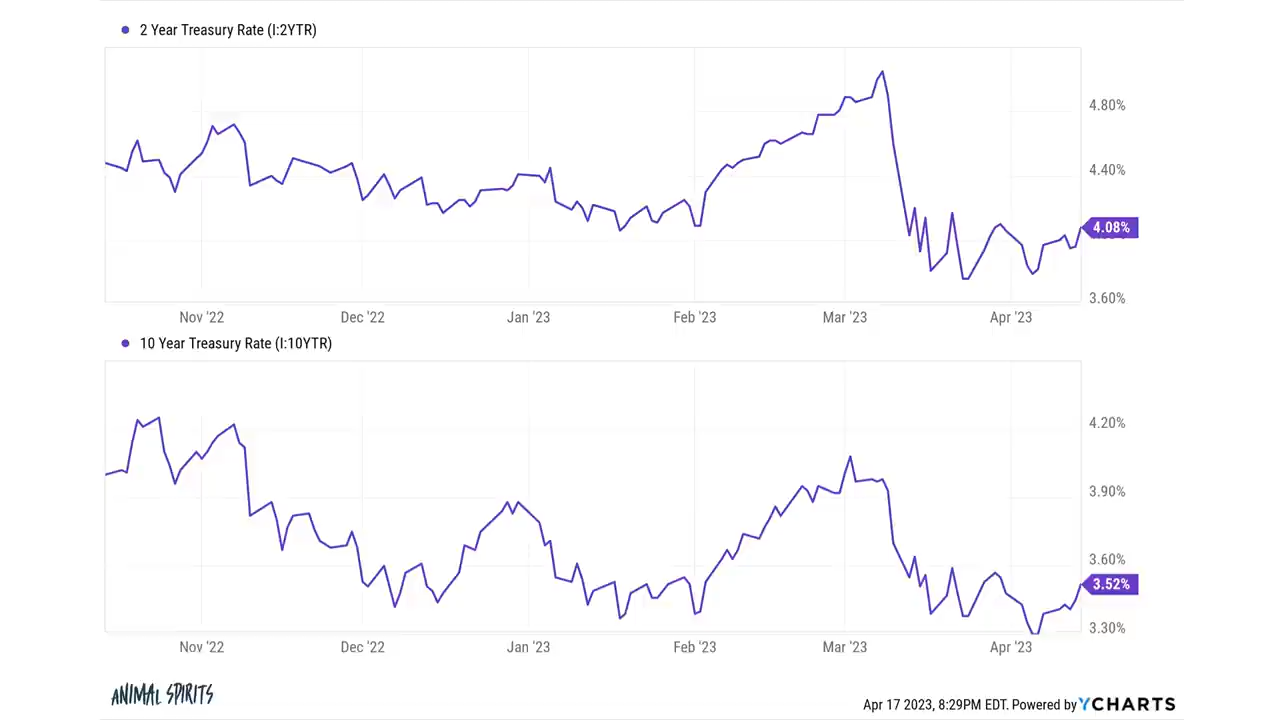 2 Year Treasury Rate (I:2YTR)
4.80%
4.40%
4.08%
3.60%
Nov '22 Dec '22 Jan '23 Feb '23 Mar '23 Apr '23
10 Year Treasury Rate (I:10YTR)
4.20%
3.90%
3.60%
3.52%
3.30%
Nov '22 Dec '22 Jan '23 Feb '23 Mar '23 Apr '23
ANIMAL SPIRITS
Apr 17 2023, 8:29PM EDT. Powered by YCHARTS